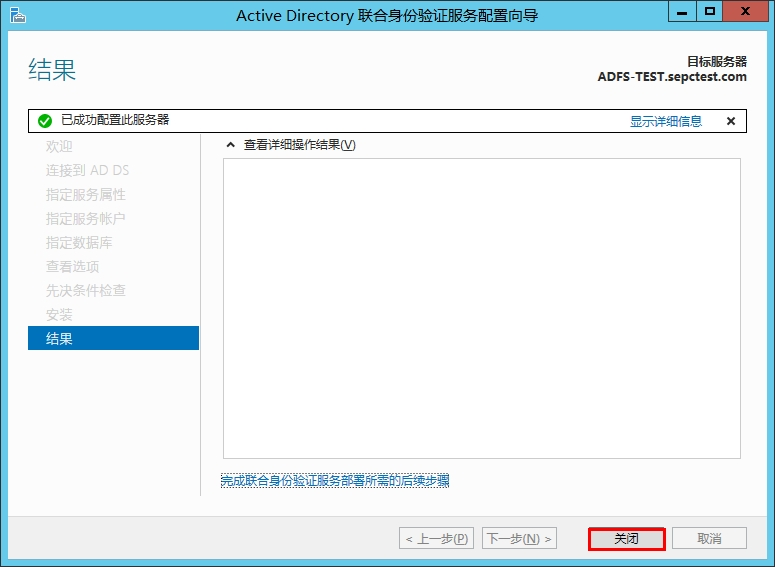 Active Directory 联合身份验证服务配置向导
结果
目标服务器
ADFS-TEST.sepctest.com
已成功配置此服务器
显示详细信息
欢迎
连接到 AD DS
指定服务属性
指定服务帐户
指定数据库
查看选项
先决条件检查
安装
结果
查看详细操作结果(V)
完成联合身份验证服务部署所需的后续步骤
< 上一步(P)
下一步(N) >
关闭
取消